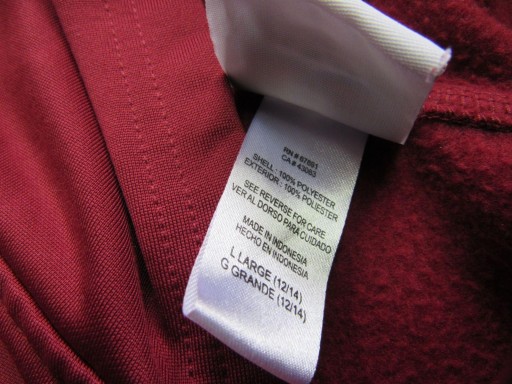 RN # 67691
CA # 43083
SHELL : 100% POLYESTER
EXTERIOR : 100% POLIESTER
SEE REVERSE FOR CARE
VER AL DORSO PARA CUIDADO
MADE IN INDONESIA
HECHO EN INDONESIA
L LARGE (12/14)
G GRANDE (12/14)